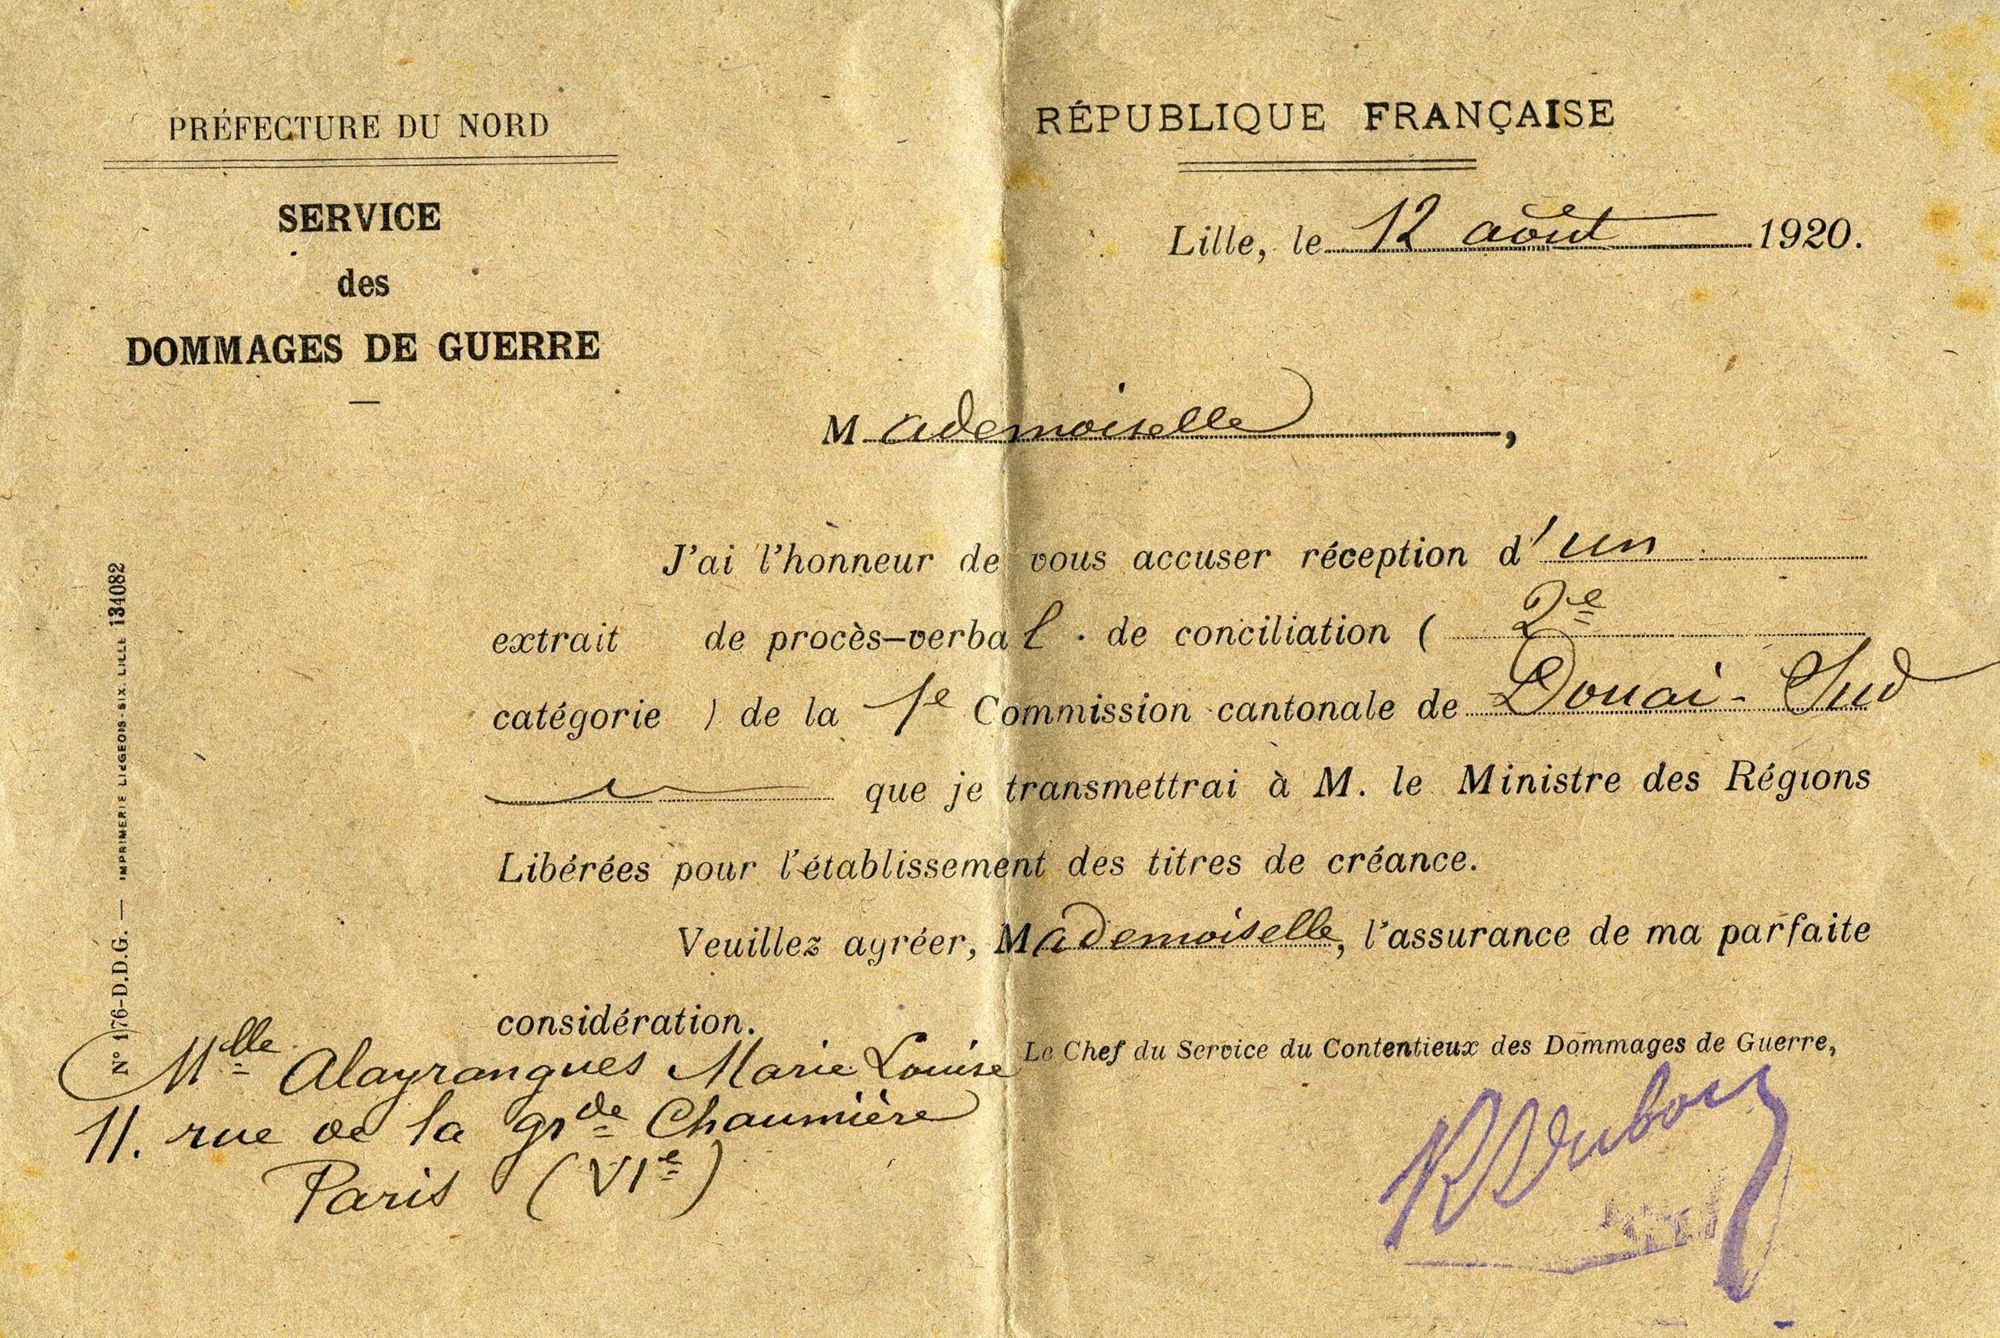 PRÉFECTURE DU NORD
SERVICE
des
DOMMAGES DE GUERRE
RÉPUBLIQUE FRANÇAISE
Lille, le 12 août 1920.
Mademoiselle,
J'ai l'honneur de vous accuser réception d'un
extrait de procès-verbal. de conciliation ( 2e
catégorie ) de la 1e Commission cantonale de Douai-Sud
que je transmettrai à M. le Ministre des Régions
Libérées pour l'établissement des titres de créance.
Veuillez agréer, Mademoiselle, l'assurance de ma parfaite
considération.
Le Chef du Service du Contentieux des Dommages de Guerre,
R Dubois
Mlle Alayrangues Marie Louise
11. rue de la grde Chaumière
Paris (VIe)
N° 176-D.D.G. — IMPRIMERIE LIÉGEOIS-SIX. LILLE 134082